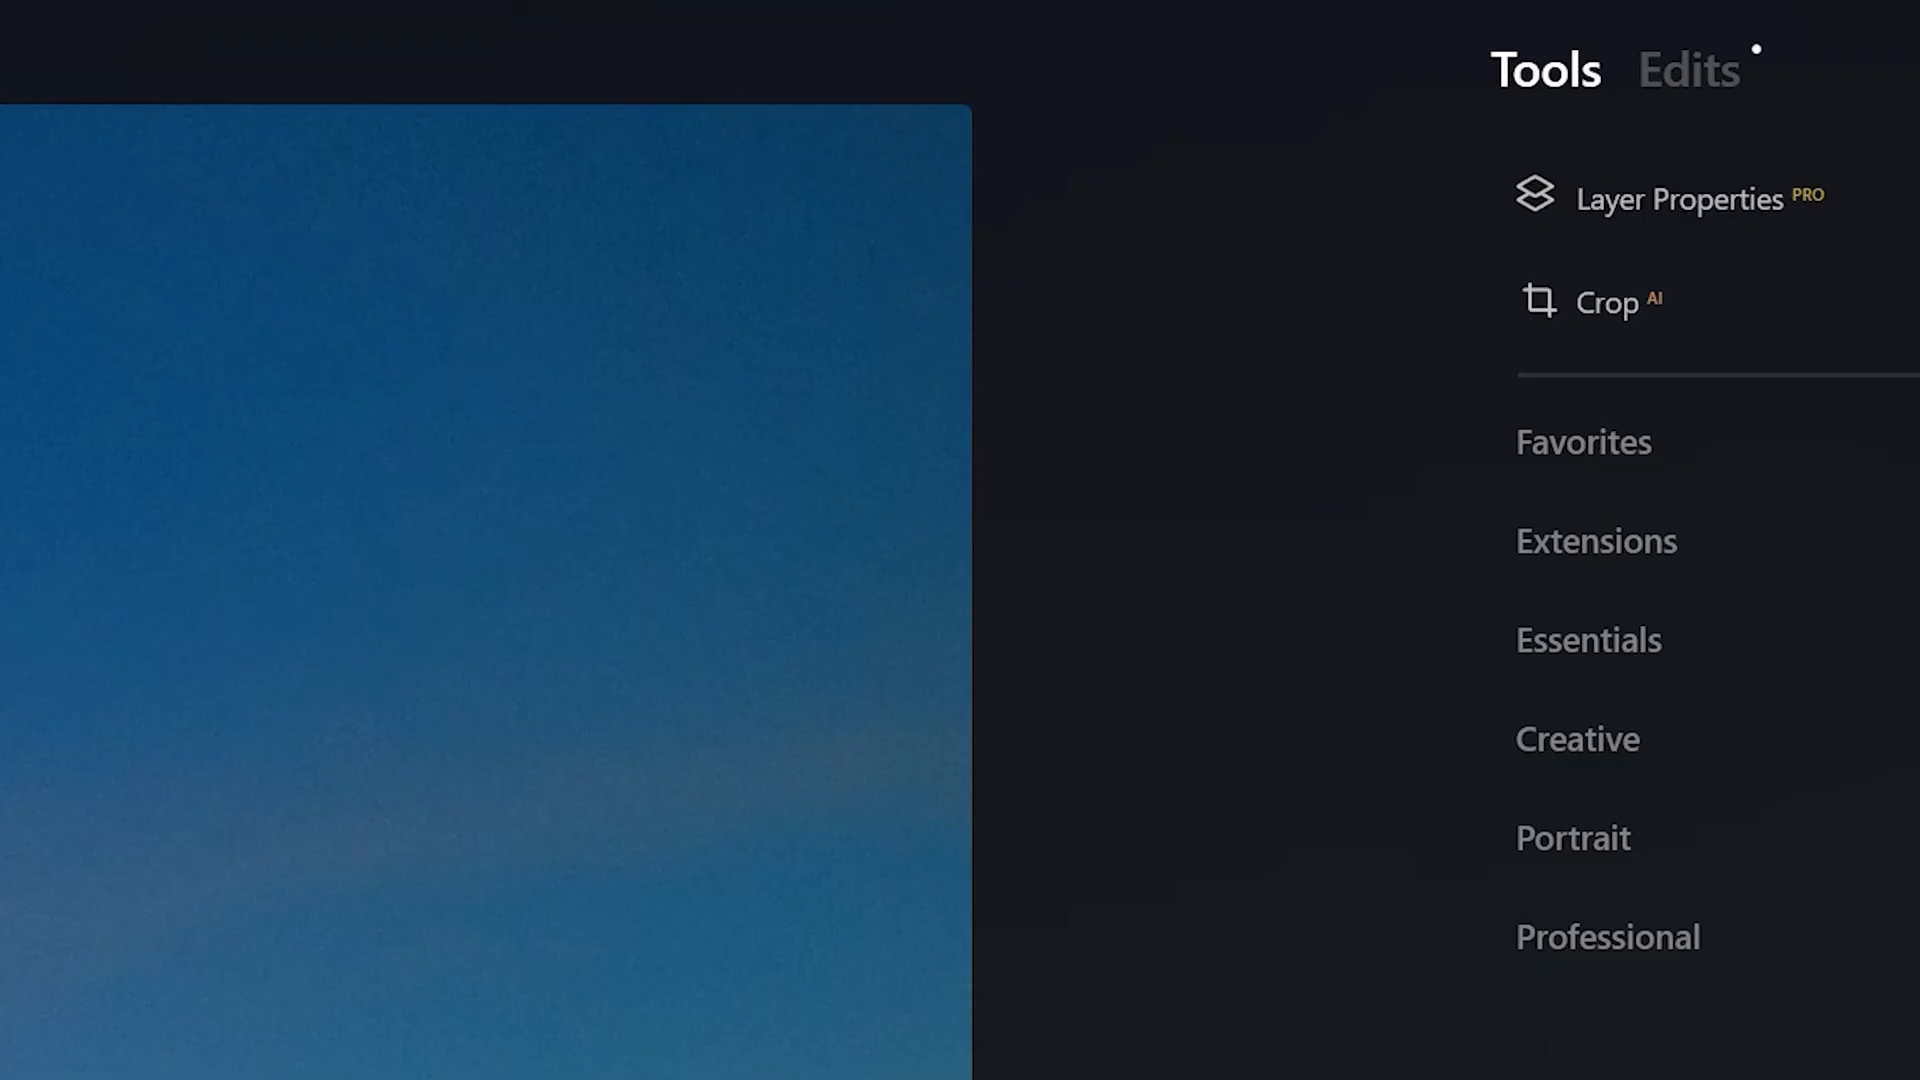 Tools Edits
Layer Properties PRO
Crop AI
Favorites
Extensions
Essentials
Creative
Portrait
Professional